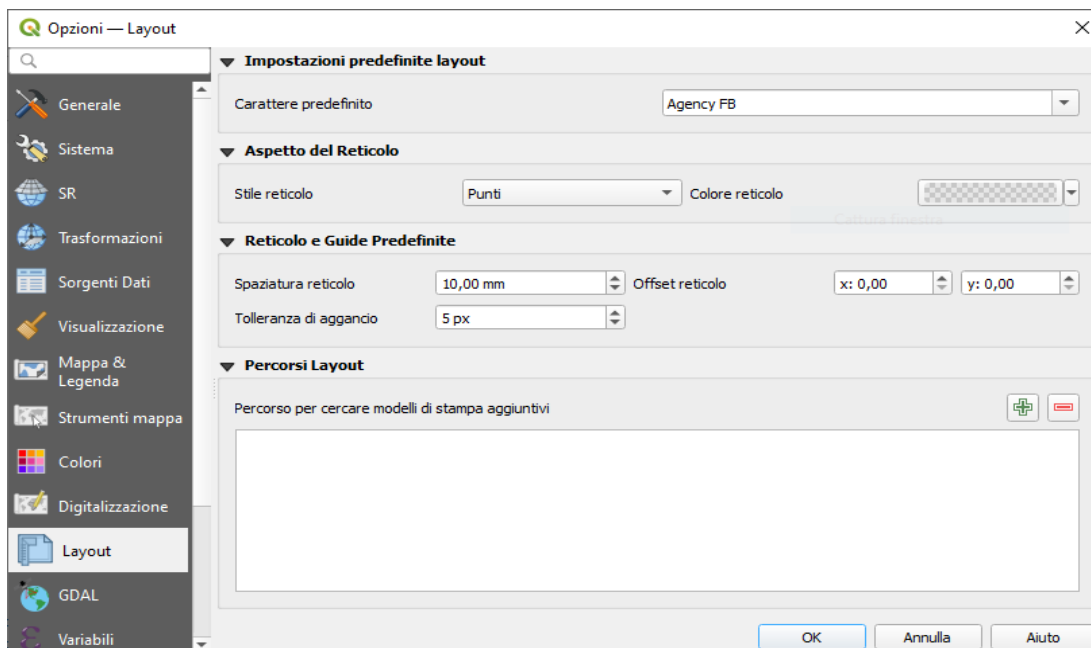 Opzioni — Layout
Generale
Sistema
SR
Trasformazioni
Sorgenti Dati
Visualizzazione
Mappa &
Legenda
Strumenti mappa
Colori
Digitalizzazione
Layout
GDAL
Variabili
Impostazioni predefinite layout
Carattere predefinito Agency FB
Aspetto del Reticolo
Stile reticolo Punti Colore reticolo
Cattura finestra
Reticolo e Guide Predefinite
Spaziatura reticolo 10,00 mm Offset reticolo x: 0,00 y: 0,00
Tolleranza di aggancio 5 px
Percorsi Layout
Percorso per cercare modelli di stampa aggiuntivi
OK Annulla Aiuto